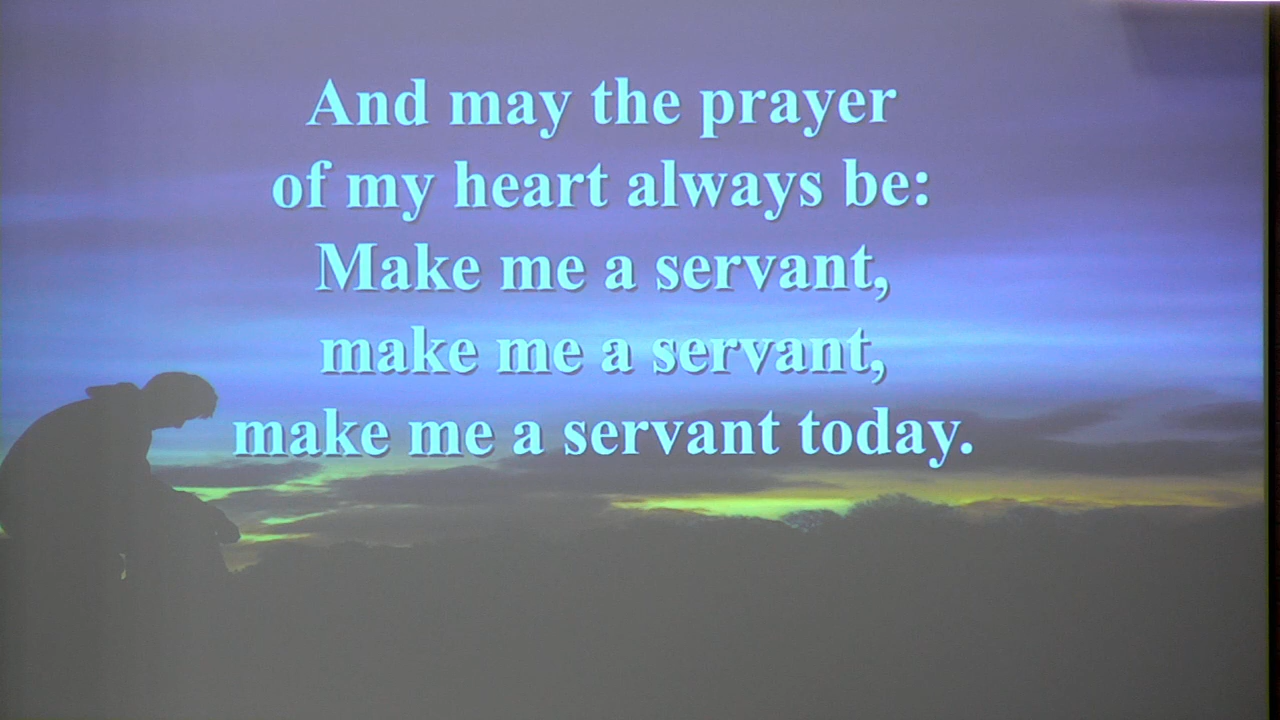 And may the prayer
of my heart always be:
Make me a servant,
make me a servant,
make me a servant today.